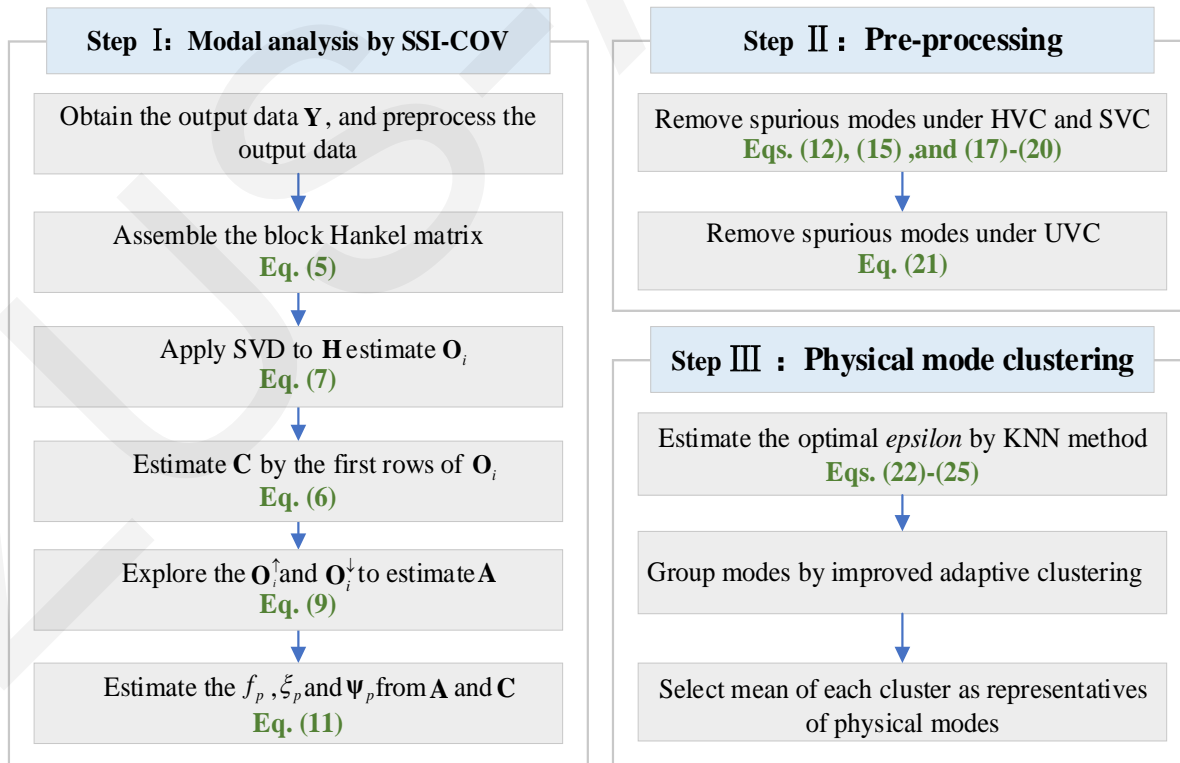 Step Ⅰ: Modal analysis by SSI-COV
Obtain the output data Y, and preprocess the
output data
Assemble the block Hankel matrix
Eq. (5)
Apply SVD to H estimate O_i
Eq. (7)
Estimate C by the first rows of O_i
Eq. (6)
Explore the O_i^↑ and O_i^↓ to estimate A
Eq. (9)
Estimate the f_p, ξ_p and ψ_p from A and C
Eq. (11)
Step Ⅱ: Pre-processing
Remove spurious modes under HVC and SVC
Eqs. (12), (15) ,and (17)-(20)
Remove spurious modes under UVC
Eq. (21)
Step Ⅲ: Physical mode clustering
Estimate the optimal epsilon by KNN method
Eqs. (22)-(25)
Group modes by improved adaptive clustering
Select mean of each cluster as representatives
of physical modes